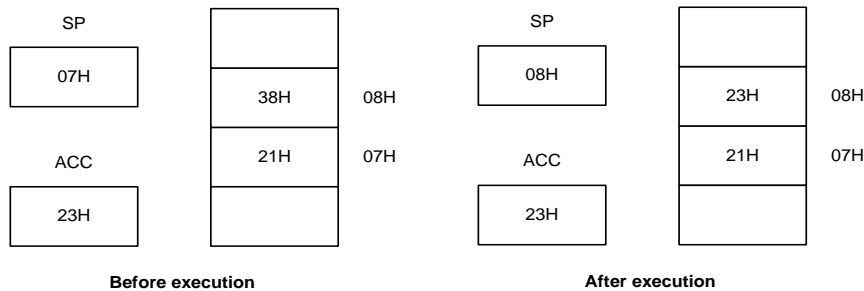 SP
07H
38H 08H
21H 07H
ACC
23H
Before execution
SP
08H
23H 08H
21H 07H
ACC
23H
After execution